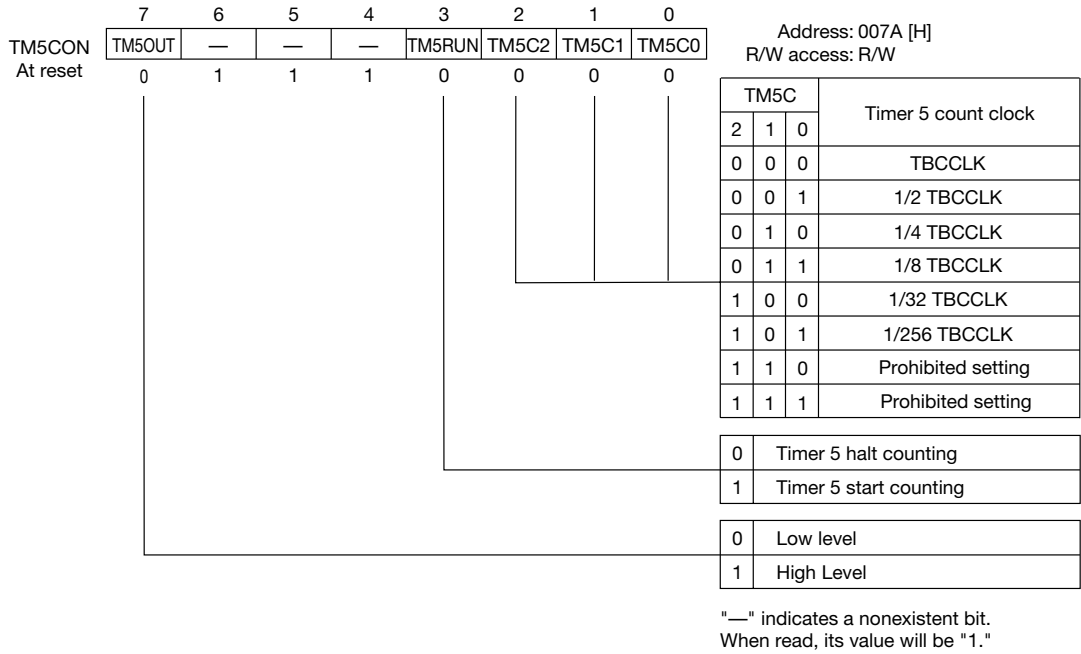 7 6 5 4 3 2 1 0
TM5CON TM5OUT — — — TM5RUN TM5C2 TM5C1 TM5C0
At reset 0 1 1 1 0 0 0 0
Address: 007A [H]
R/W access: R/W
TM5C Timer 5 count clock
2 1 0
0 0 0 TBCCLK
0 0 1 1/2 TBCCLK
0 1 0 1/4 TBCCLK
0 1 1 1/8 TBCCLK
1 0 0 1/32 TBCCLK
1 0 1 1/256 TBCCLK
1 1 0 Prohibited setting
1 1 1 Prohibited setting
0 Timer 5 halt counting
1 Timer 5 start counting
0 Low level
1 High Level
"—" indicates a nonexistent bit.
When read, its value will be "1."